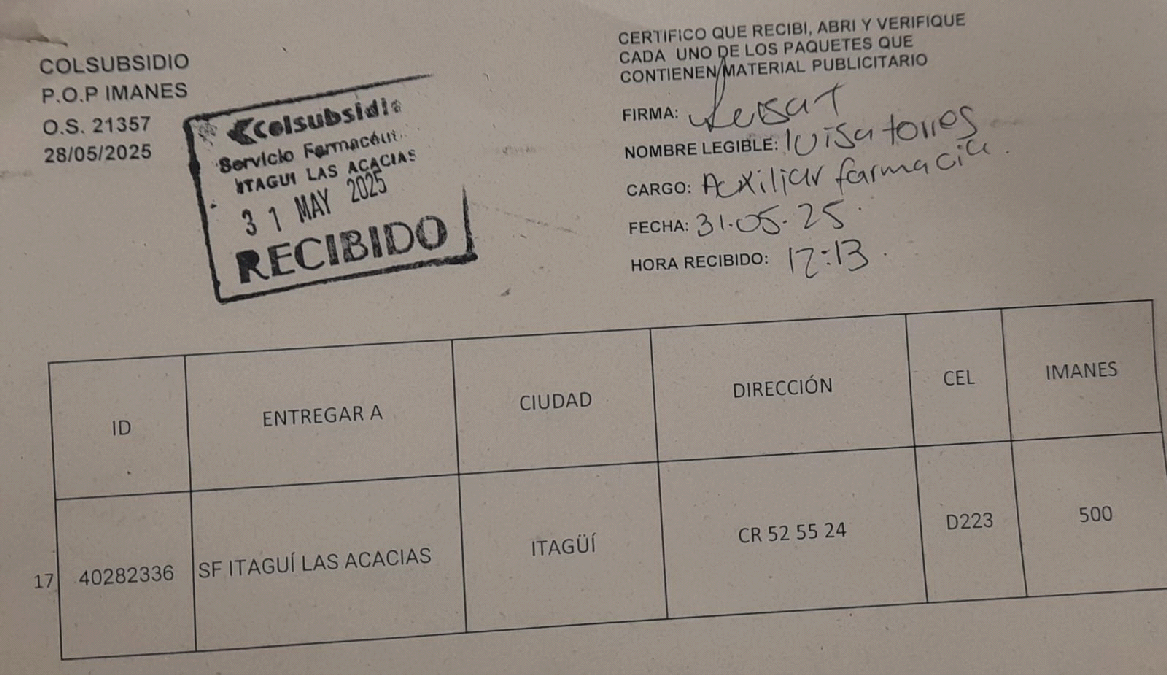 COLSUBSIDIO
P.O.P IMANES
O.S. 21357
28/05/2025
Colsubsidio
Servicio Farmacéuti
ITAGUI LAS ACACIAS
31 MAY 2025
RECIBIDO
CERTIFICO QUE RECIBI, ABRI Y VERIFIQUE
CADA UNO DE LOS PAQUETES QUE
CONTIENEN MATERIAL PUBLICITARIO
FIRMA:
NOMBRE LEGIBLE: luisa torres
CARGO: Auxiliar farmacia.
FECHA: 31.05.25
HORA RECIBIDO: 12:13
ID ENTREGAR A CIUDAD DIRECCIÓN CEL IMANES
17 40282336 SF ITAGUÍ LAS ACACIAS ITAGÜÍ CR 52 55 24 D223 500